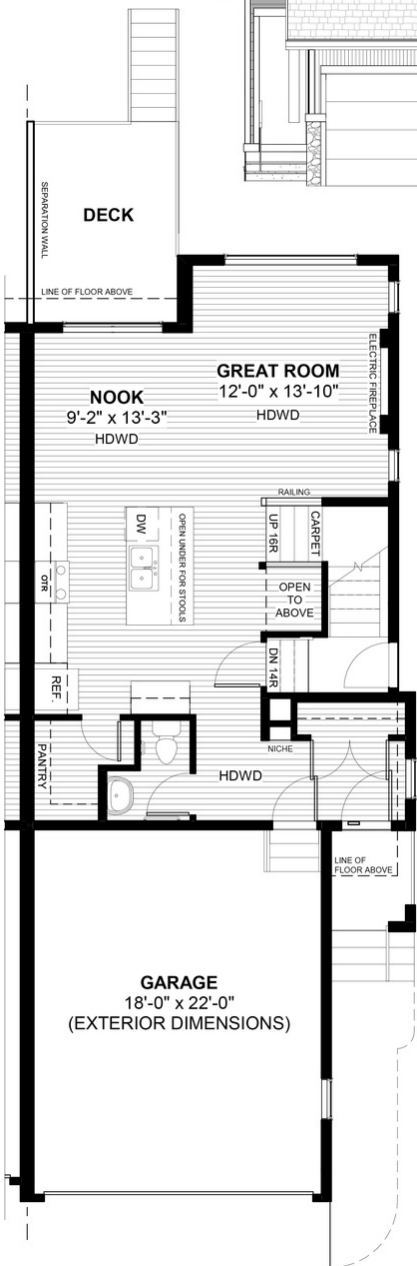 SEPARATION WALL
DECK
LINE OF FLOOR ABOVE
GREAT ROOM
12'-0" x 13'-10"
HDWD
ELECTRIC FIREPLACE
NOOK
9'-2" x 13'-3"
HDWD
RAILING
DW
OPEN UNDER FOR STOOLS
UP 16R
CARPET
OTR
OPEN
TO
ABOVE
DN 14R
REF.
PANTRY
NICHE
HDWD
LINE OF
FLOOR ABOVE
GARAGE
18'-0" x 22'-0"
(EXTERIOR DIMENSIONS)